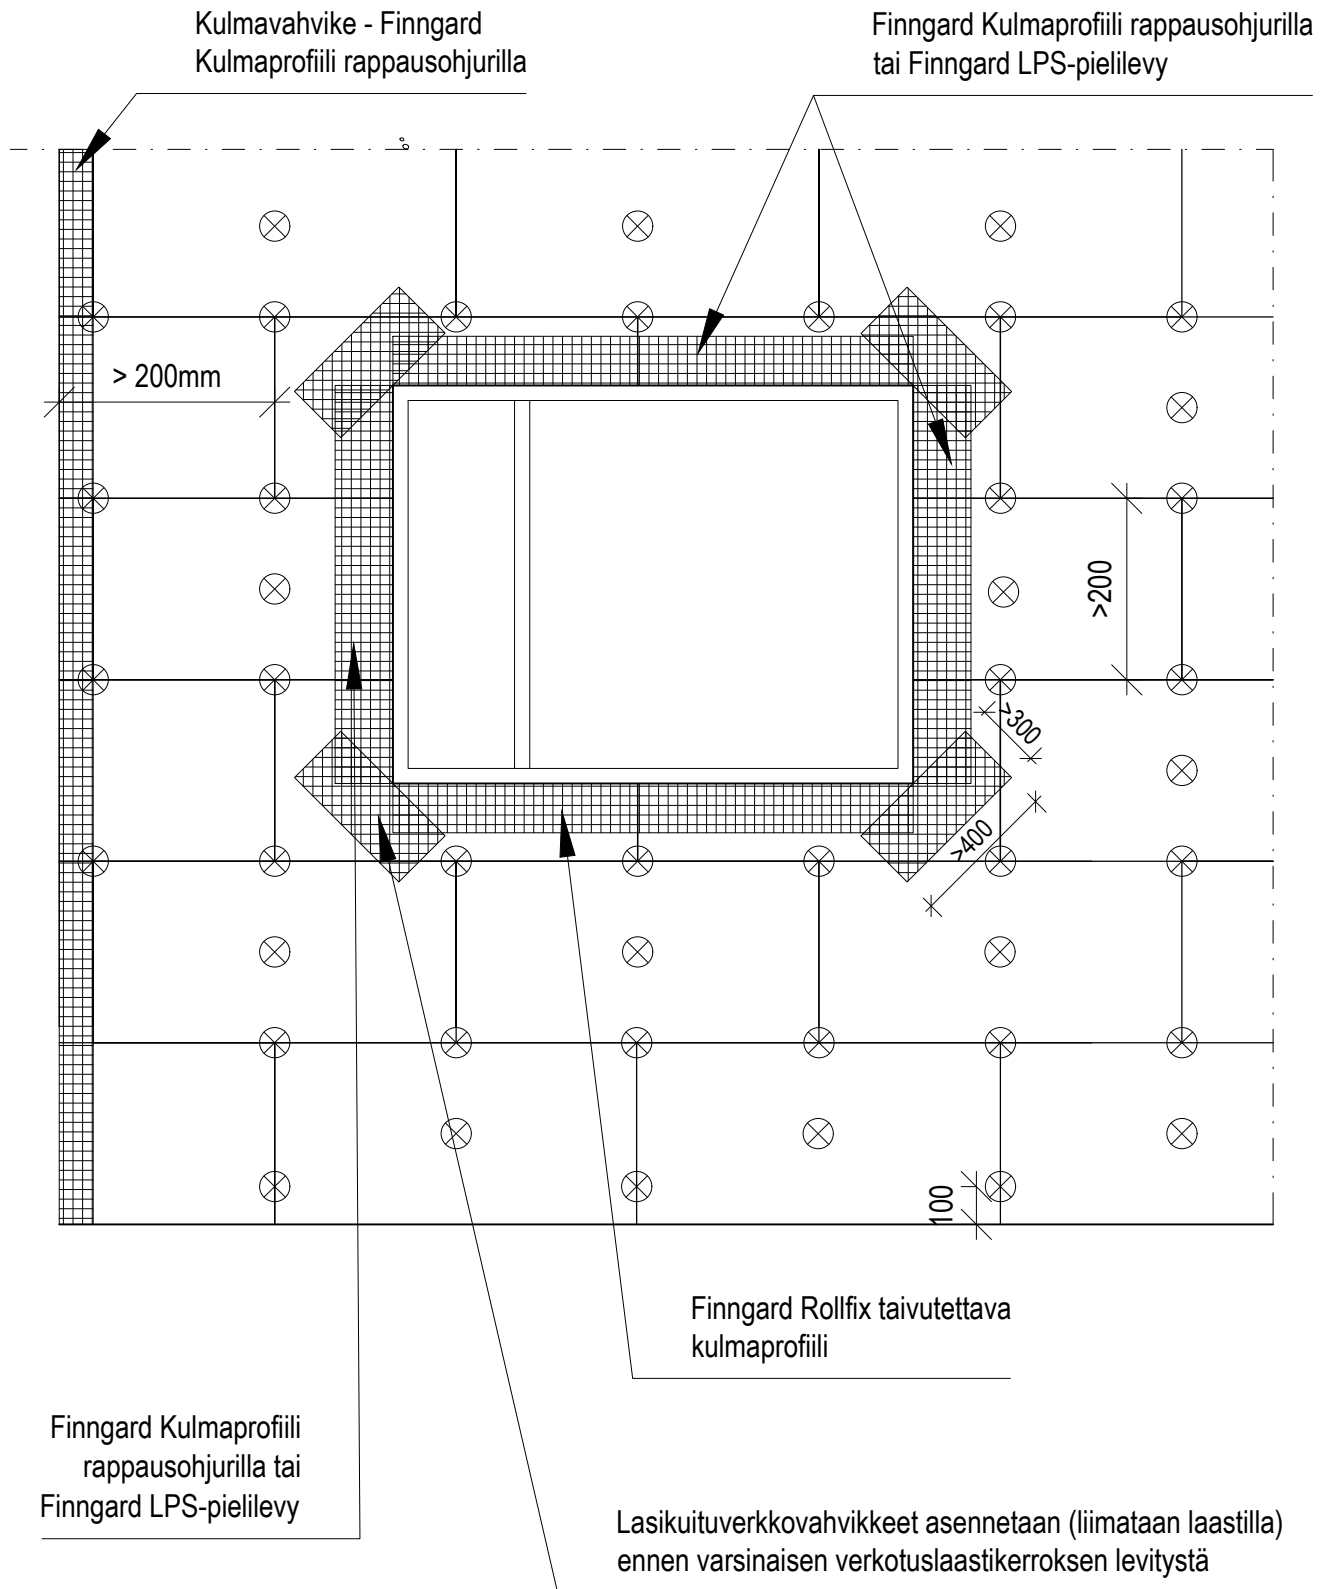 Kulmavahvike - Finngard
Kulmaprofiili rappausohjurilla
Finngard Kulmaprofiili rappausohjurilla
tai Finngard LPS-pielilevy
> 200mm
>200
>300
>400
100
Finngard Rollfix taivutettava
kulmaprofiili
Finngard Kulmaprofiili
rappausohjurilla tai
Finngard LPS-pielilevy
Lasikuituverkkovahvikkeet asennetaan (liimataan laastilla)
ennen varsinaisen verkotuslaastikerroksen levitystä